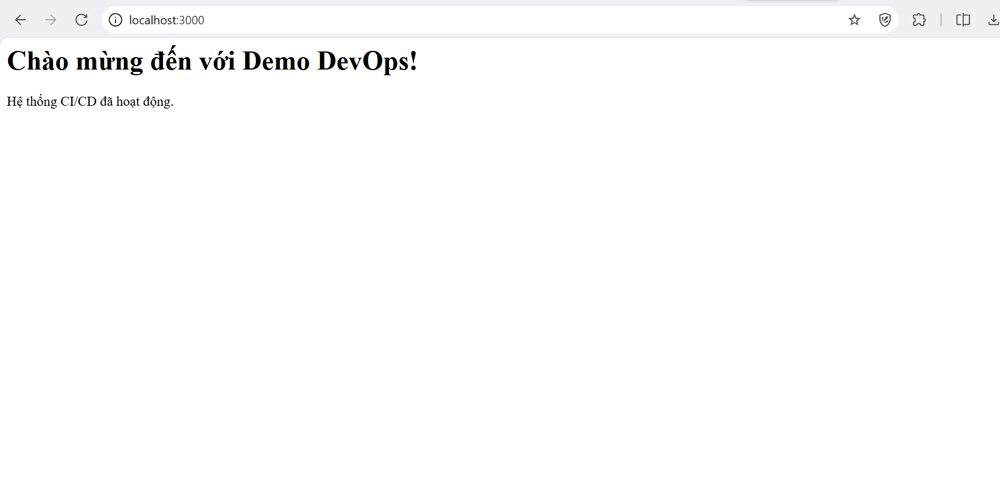 localhost:3000
Chào mừng đến với Demo DevOps!
Hệ thống CI/CD đã hoạt động.